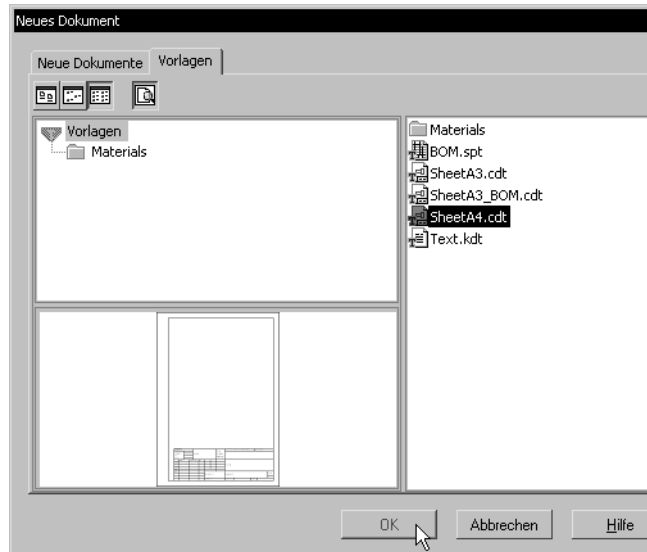 Neues Dokument
Neue Dokumente Vorlagen
Vorlagen
Materials
Materials
BOM.spt
SheetA3.cdt
SheetA3_BOM.cdt
SheetA4.cdt
Text.kdt
OK Abbrechen Hilfe